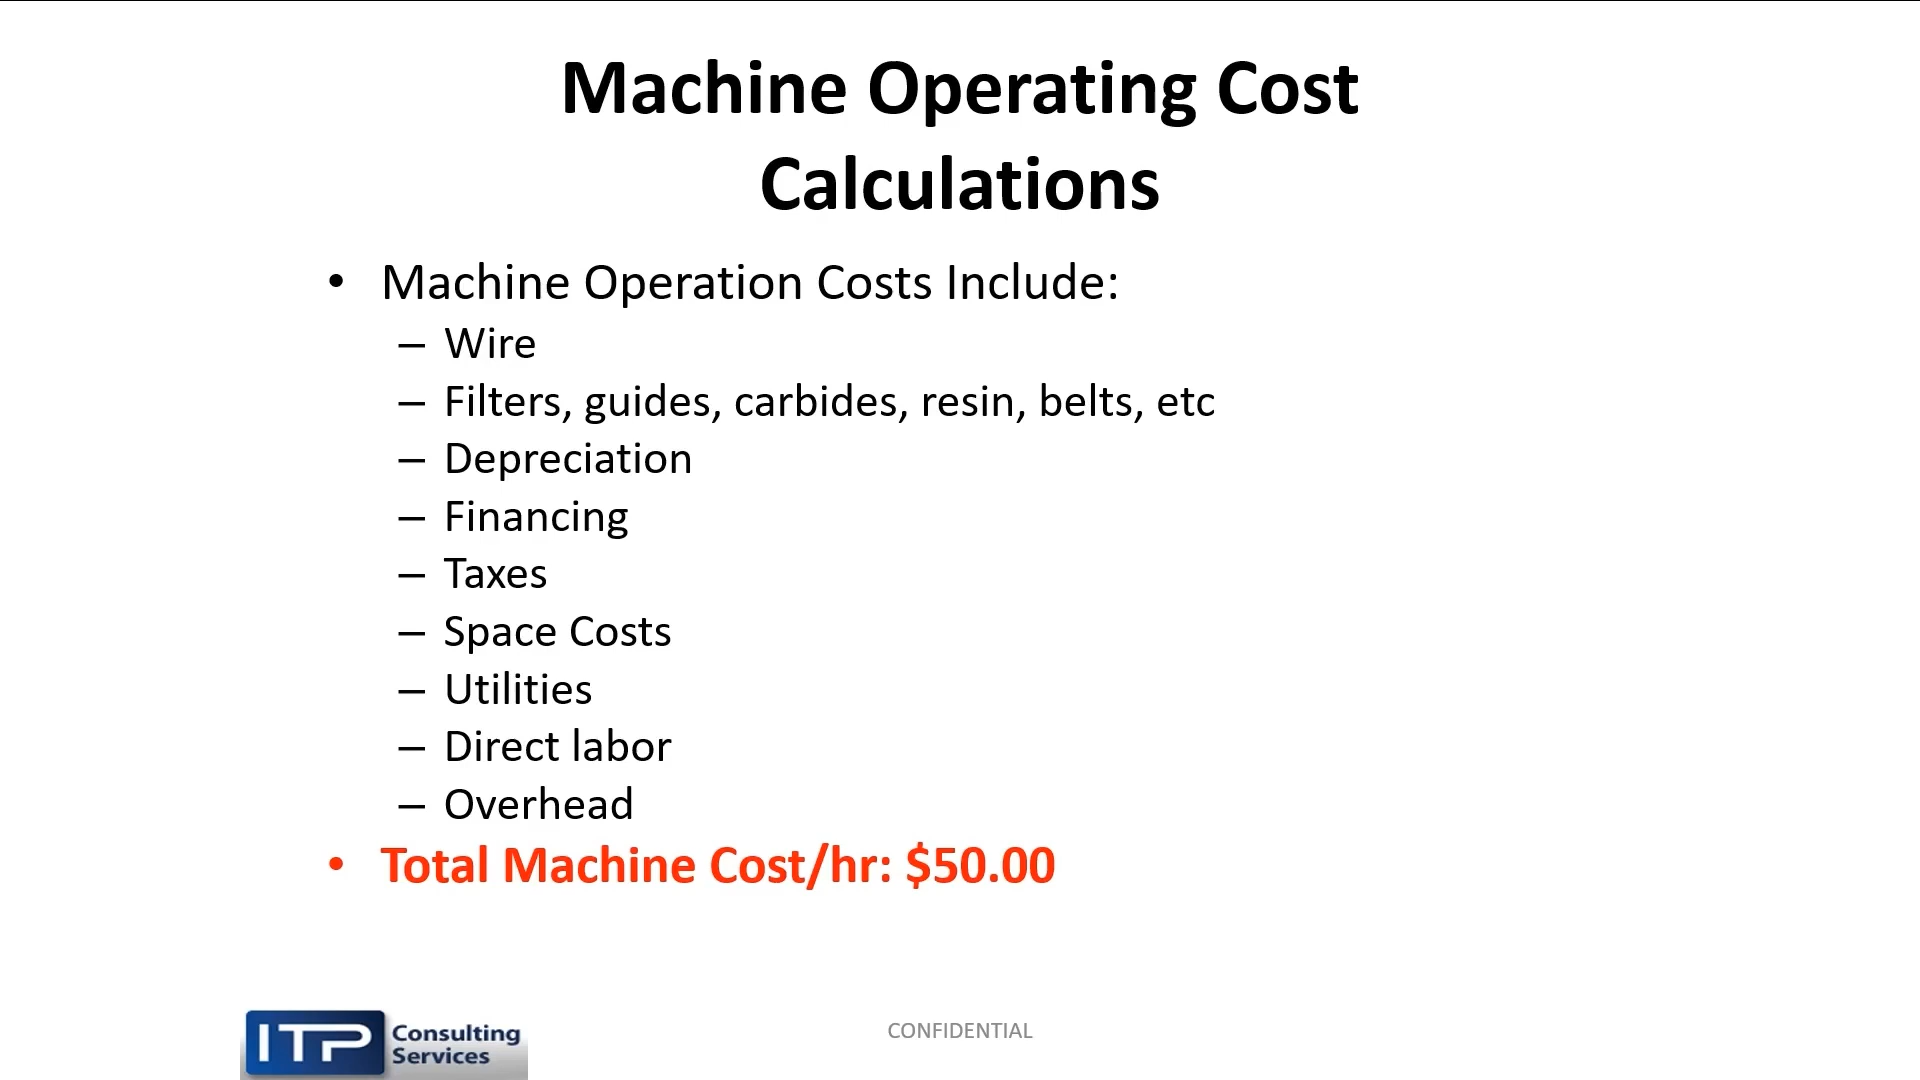 Machine Operating Cost
Calculations
• Machine Operation Costs Include:
– Wire
– Filters, guides, carbides, resin, belts, etc
– Depreciation
– Financing
– Taxes
– Space Costs
– Utilities
– Direct labor
– Overhead
• Total Machine Cost/hr: $50.00
ITP Consulting
Services
CONFIDENTIAL